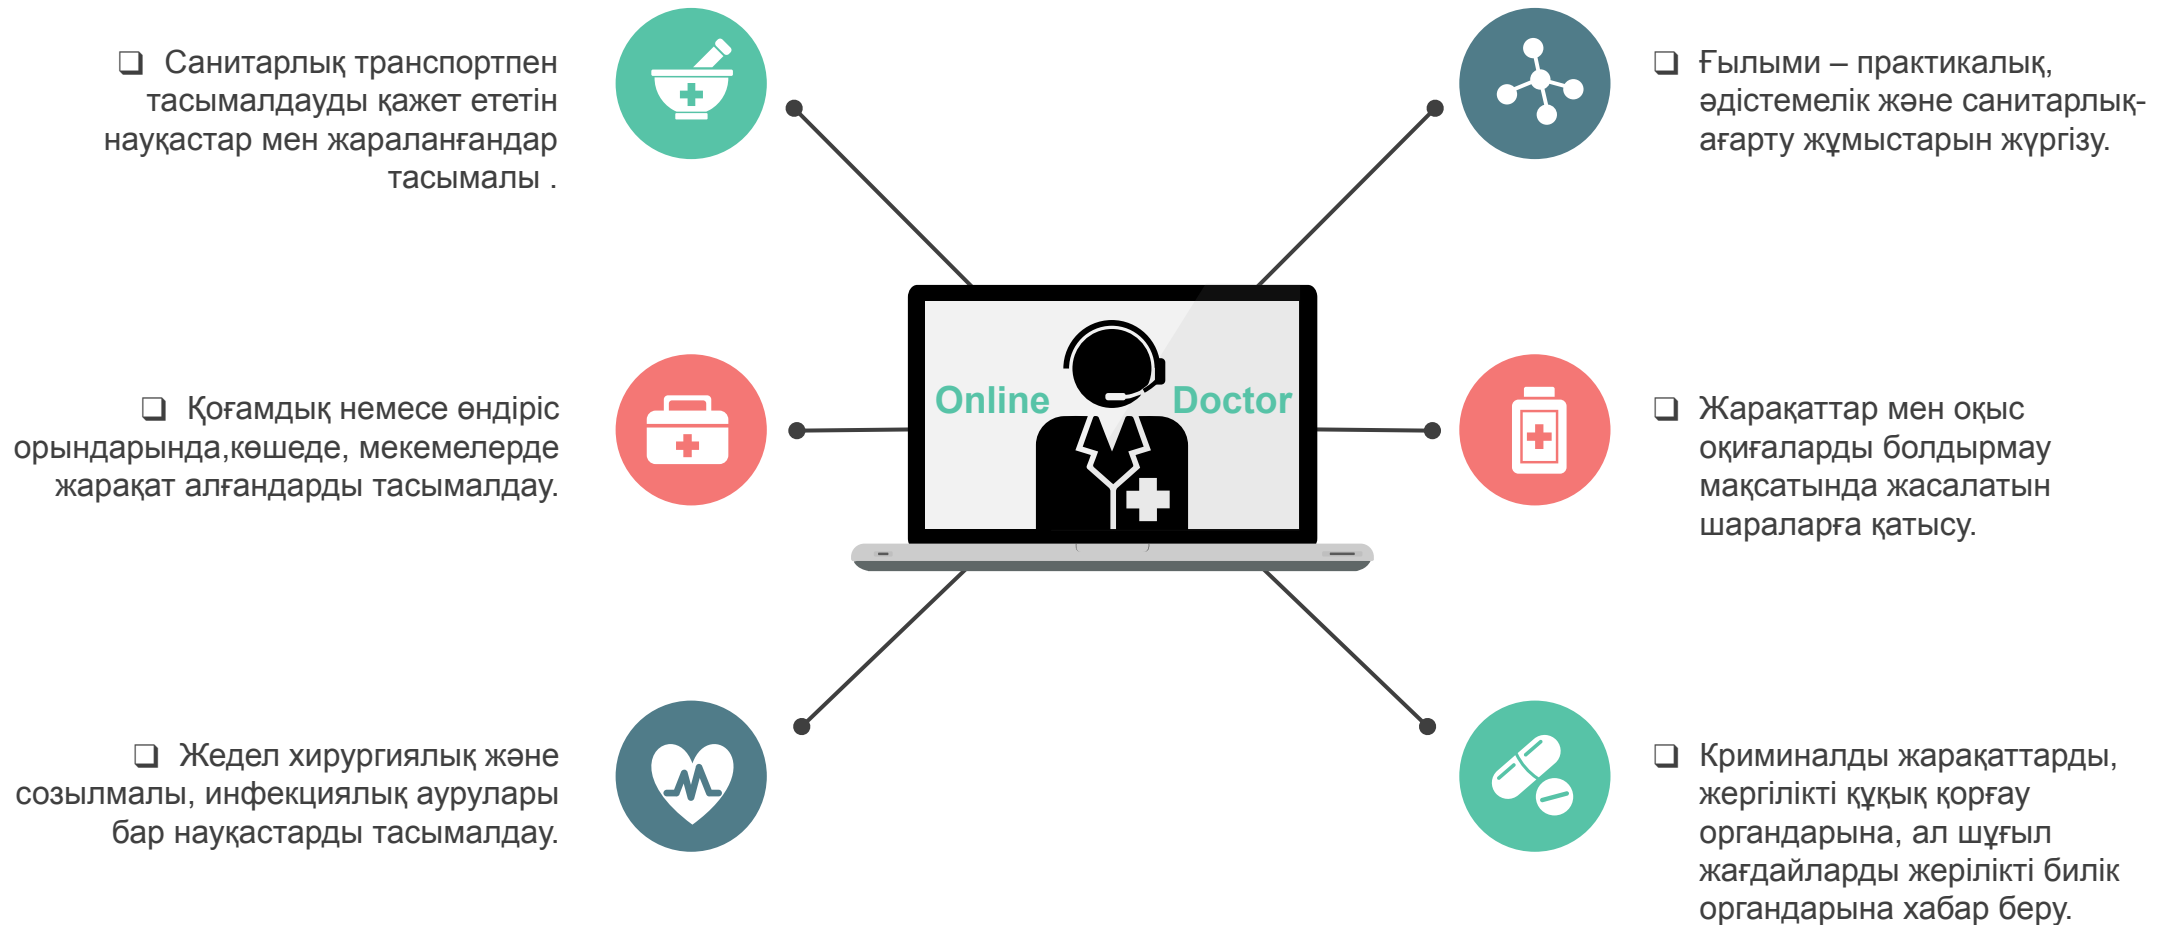 ❑ Санитарлық транспортпен
тасымалдауды қажет ететін
науқастар мен жараланғандар
тасымалы .
❑ Қоғамдық немесе өндіріс
орындарында,көшеде, мекемелерде
жарақат алғандарды тасымалдау.
❑ Жедел хирургиялық және
созылмалы, инфекциялық аурулары
бар науқастарды тасымалдау.
Online Doctor
❑ Ғылыми – практикалық,
әдістемелік және санитарлық-
ағарту жұмыстарын жүргізу.
❑ Жарақаттар мен оқыс
оқиғаларды болдырмау
мақсатында жасалатын
шараларға қатысу.
❑ Криминалды жарақаттарды,
жергілікті құқық қорғау
органдарына, ал шұғыл
жағдайларды жерілікті билік
органдарына хабар беру.